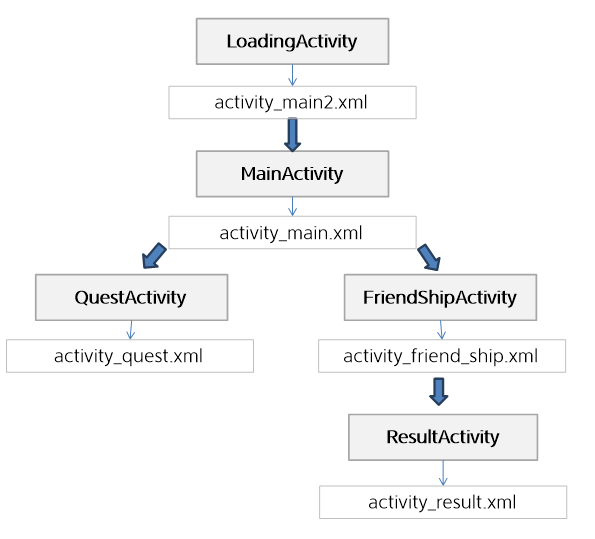 LoadingActivity
activity_main2.xml
MainActivity
activity_main.xml
QuestActivity
FriendShipActivity
activity_quest.xml
activity_friend_ship.xml
ResultActivity
activity_result.xml